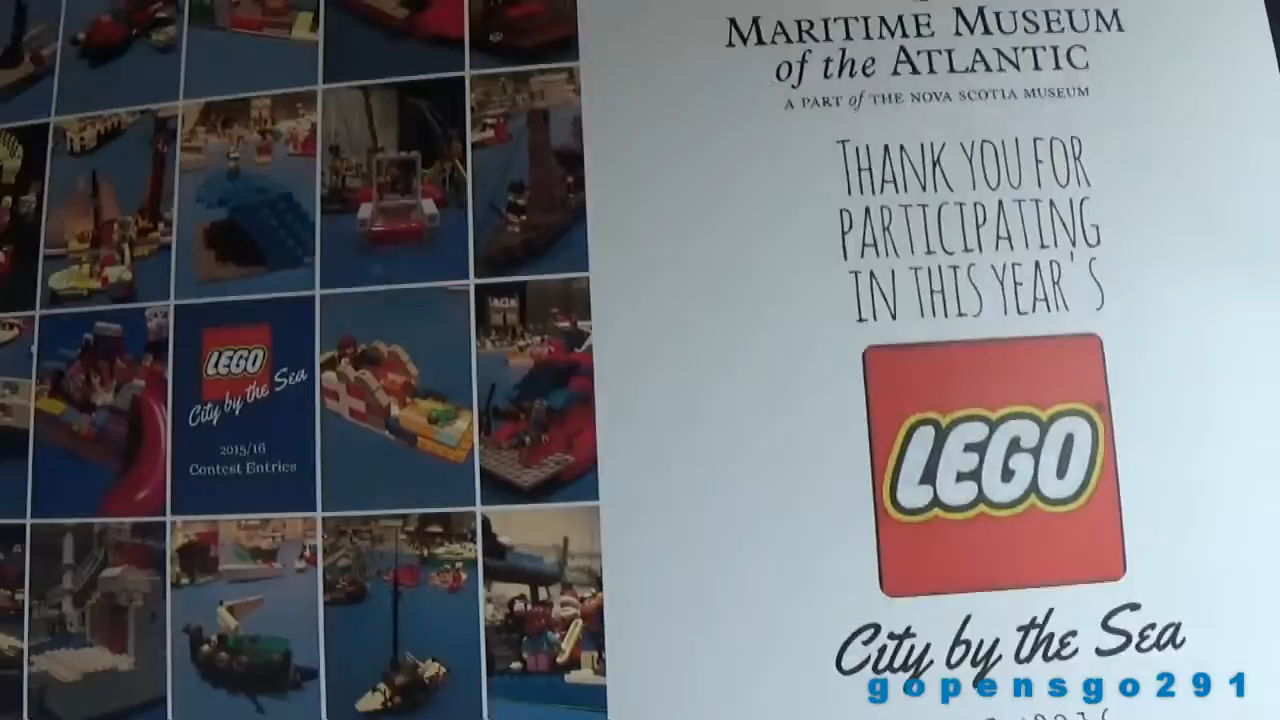 LEGO
City by the Sea
2015/16
Contest Entries
MARITIME MUSEUM
of the ATLANTIC
A PART of THE NOVA SCOTIA MUSEUM
THANK YOU FOR
PARTICIPATING
IN THIS YEAR'S
LEGO
City by the Sea
gopensgo291